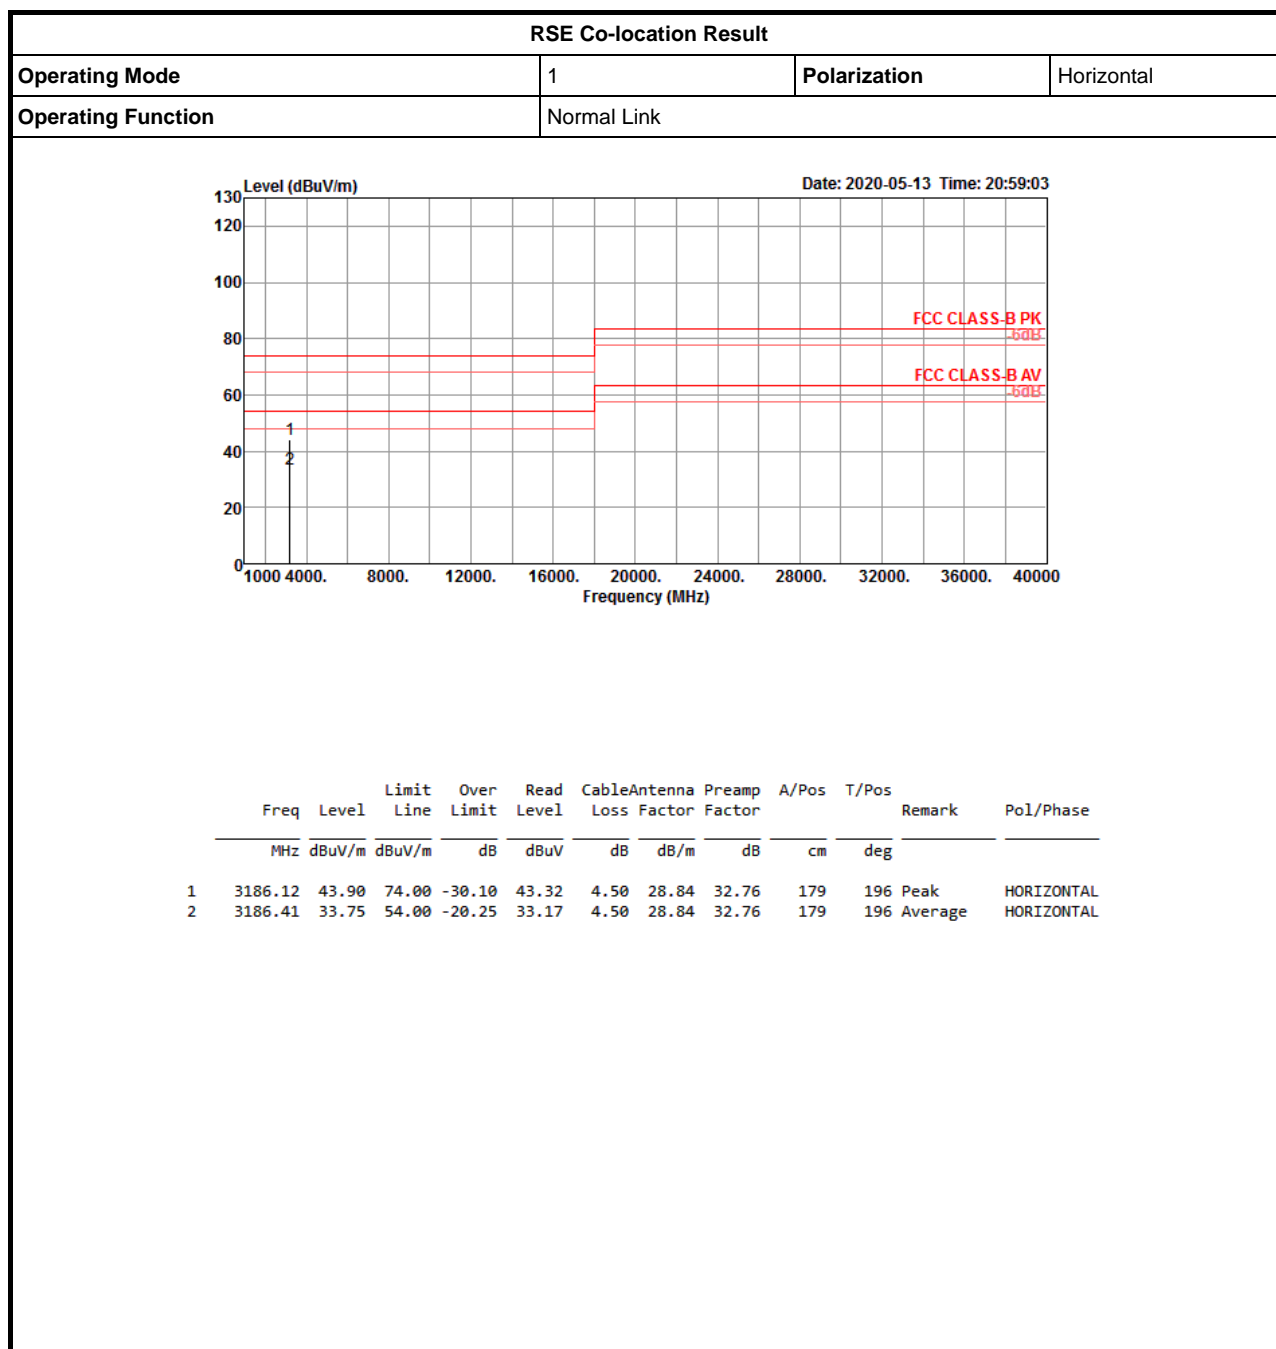 RSE Co-location Result
Operating Mode 1 Polarization Horizontal
Operating Function Normal Link
Level (dBuV/m) Date: 2020-05-13 Time: 20:59:03
130
120
100
FCC CLASS-B PK
80 -6dB
FCC CLASS-B AV
60 -6dB
1
40 2
20
0
1000 4000. 8000. 12000. 16000. 20000. 24000. 28000. 32000. 36000. 40000
Frequency (MHz)
Limit Over Read CableAntenna Preamp A/Pos T/Pos
Freq Level Line Limit Level Loss Factor Factor Remark Pol/Phase
MHz dBuV/m dBuV/m dB dBuV dB dB/m dB cm deg
1 3186.12 43.90 74.00 -30.10 43.32 4.50 28.84 32.76 179 196 Peak HORIZONTAL
2 3186.41 33.75 54.00 -20.25 33.17 4.50 28.84 32.76 179 196 Average HORIZONTAL